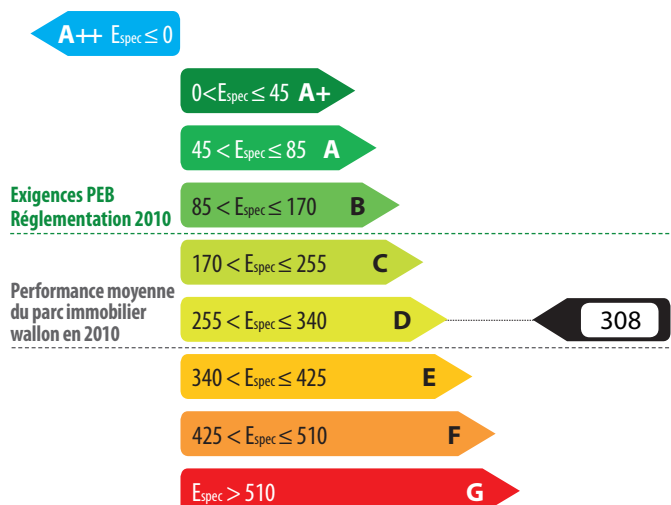 A++ Espec ≤ 0
0<Espec ≤ 45 A+
45 < Espec ≤ 85 A
Exigences PEB
Réglementation 2010
85 < Espec ≤ 170 B
170 < Espec ≤ 255 C
Performance moyenne
du parc immobilier
wallon en 2010
255 < Espec ≤ 340 D
308
340 < Espec ≤ 425 E
425 < Espec ≤ 510 F
Espec > 510 G